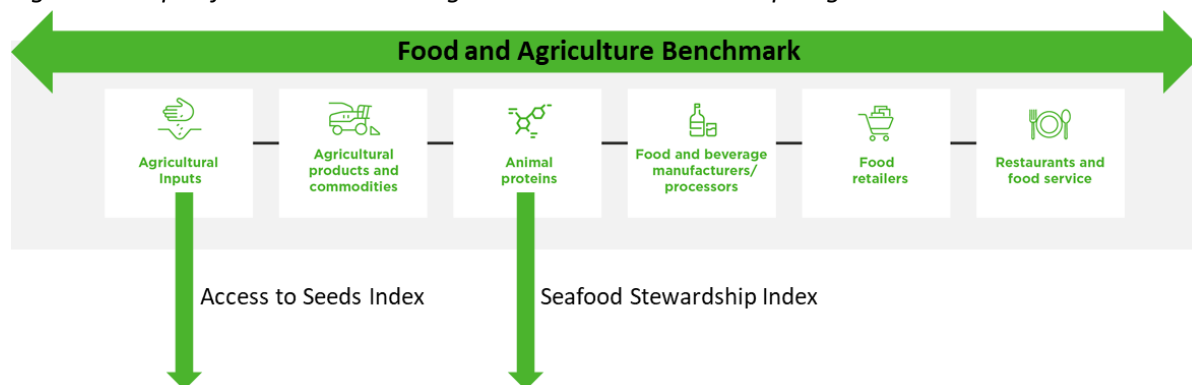 Food and Agriculture Benchmark
Agricultural
Inputs
Agricultural
products and
commodities
Animal
proteins
Food and beverage
manufacturers/
processors
Food
retailers
Restaurants and
food service
Access to Seeds Index
Seafood Stewardship Index